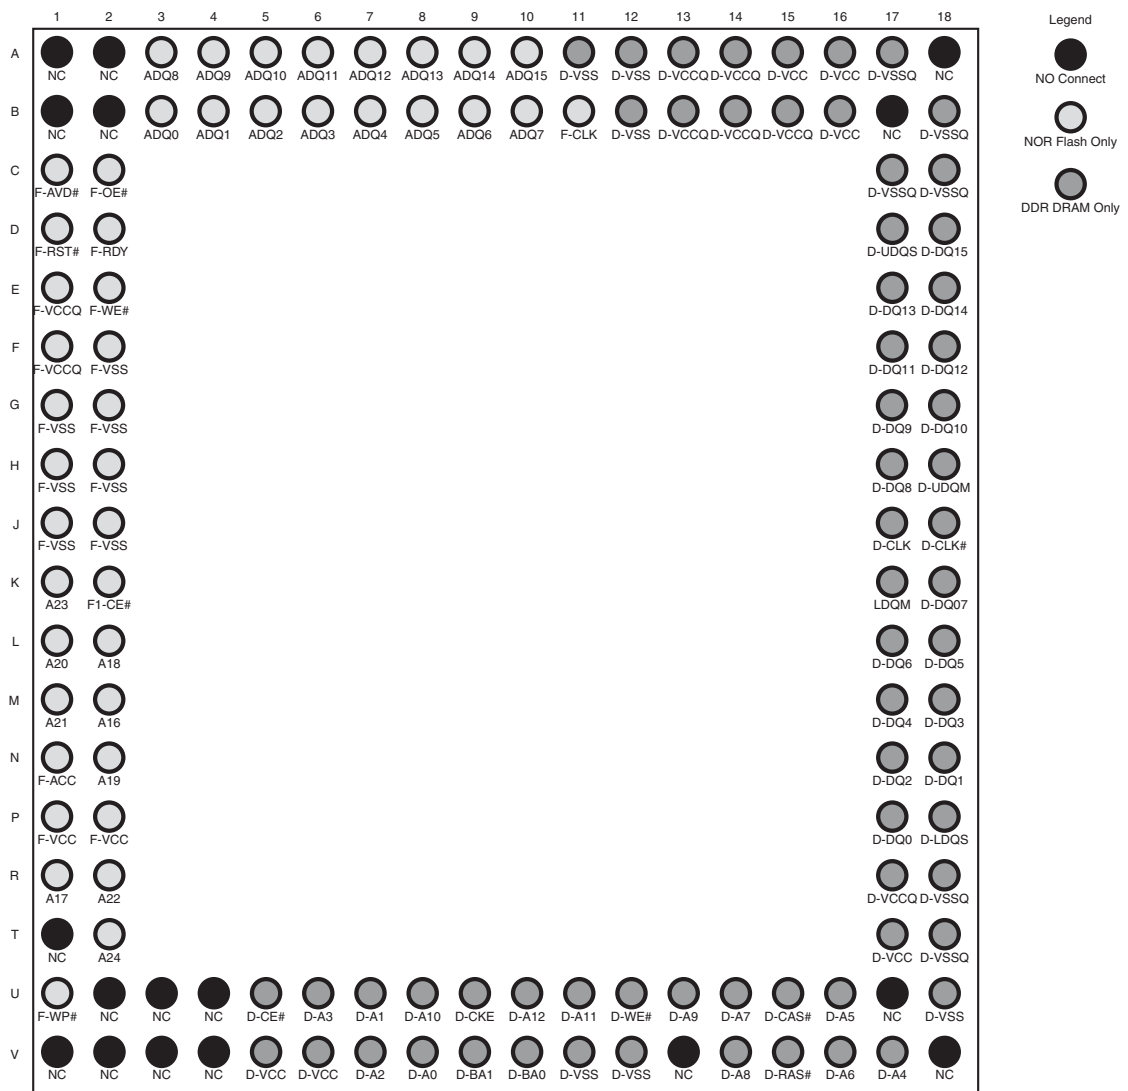 1 2 3 4 5 6 7 8 9 10 11 12 13 14 15 16 17 18
Legend
A
NC NC ADQ8 ADQ9 ADQ10 ADQ11 ADQ12 ADQ13 ADQ14 ADQ15 D-VSS D-VSS D-VCCQ D-VCCQ D-VCC D-VCC D-VSSQ NC
NO Connect
B
NC NC ADQ0 ADQ1 ADQ2 ADQ3 ADQ4 ADQ5 ADQ6 ADQ7 F-CLK D-VSS D-VCCQ D-VCCQ D-VCCQ D-VCC NC D-VSSQ
NOR Flash Only
C
F-AVD# F-OE# D-VSSQ D-VSSQ
DDR DRAM Only
D
F-RST# F-RDY D-UDQS D-DQ15
E
F-VCCQ F-WE# D-DQ13 D-DQ14
F
F-VCCQ F-VSS D-DQ11 D-DQ12
G
F-VSS F-VSS D-DQ9 D-DQ10
H
F-VSS F-VSS D-DQ8 D-UDQM
J
F-VSS F-VSS D-CLK D-CLK#
K
A23 F1-CE# LDQM D-DQ07
L
A20 A18 D-DQ6 D-DQ5
M
A21 A16 D-DQ4 D-DQ3
N
F-ACC A19 D-DQ2 D-DQ1
P
F-VCC F-VCC D-DQ0 D-LDQS
R
A17 A22 D-VCCQ D-VSSQ
T
NC A24 D-VCC D-VSSQ
U
F-WP# NC NC NC D-CE# D-A3 D-A1 D-A10 D-CKE D-A12 D-A11 D-WE# D-A9 D-A7 D-CAS# D-A5 NC D-VSS
V
NC NC NC NC D-VCC D-VCC D-A2 D-A0 D-BA1 D-BA0 D-VSS D-VSS NC D-A8 D-RAS# D-A6 D-A4 NC